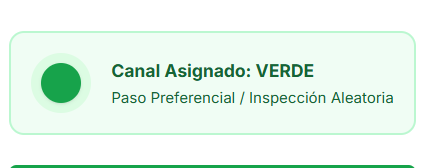 Canal Asignado: VERDE
Paso Preferencial / Inspección Aleatoria